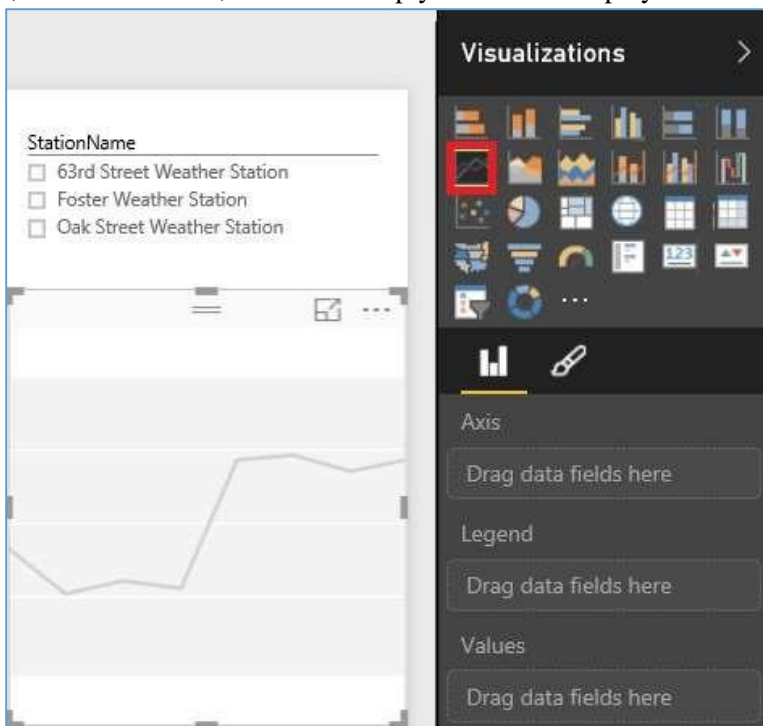 Visualizations
StationName
63rd Street Weather Station
Foster Weather Station
Oak Street Weather Station
123
Axis
Drag data fields here
Legend
Drag data fields here
Values
Drag data fields here